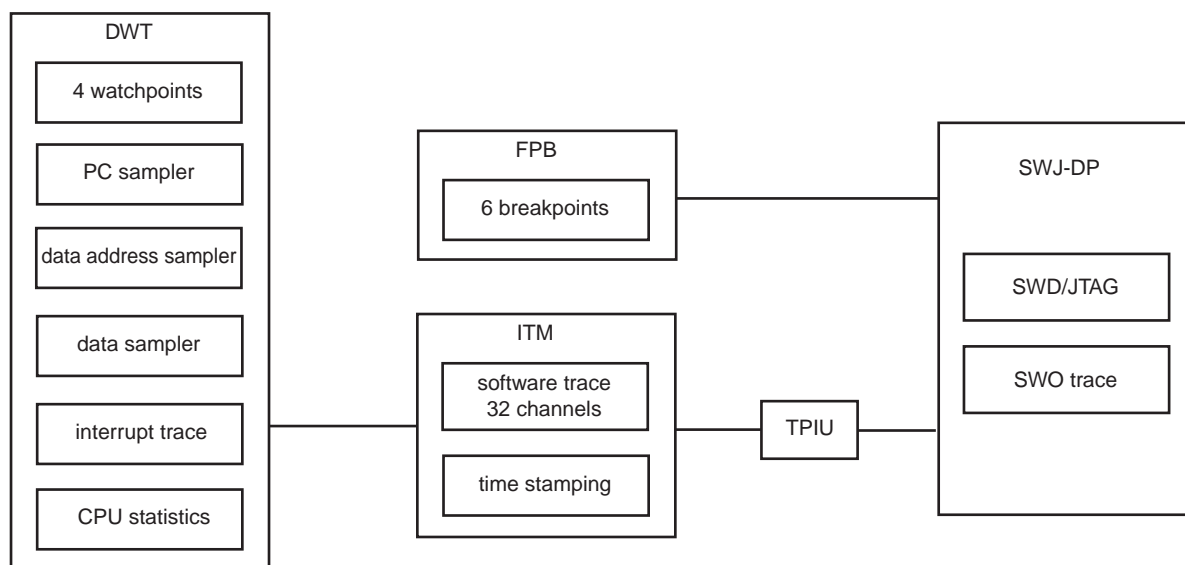 DWT
4 watchpoints
PC sampler
data address sampler
data sampler
interrupt trace
CPU statistics
FPB
6 breakpoints
ITM
software trace
32 channels
time stamping
TPIU
SWJ-DP
SWD/JTAG
SWO trace